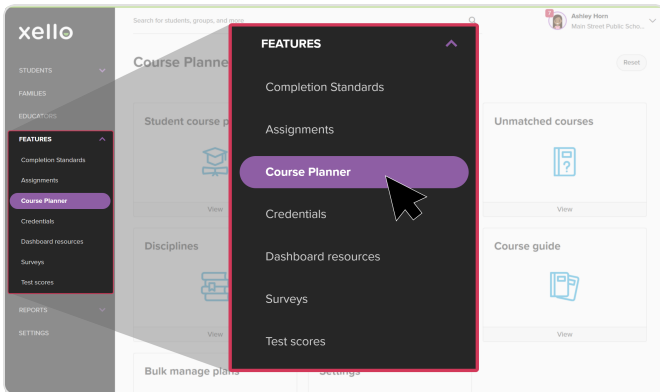 xello
Search for students, groups, and more
7
Ashley Horn
Main Street Public Scho...
STUDENTS
FAMILIES
EDUCATORS
FEATURES
Completion Standards
Assignments
Course Planner
Credentials
Dashboard resources
Surveys
Test scores
REPORTS
SETTINGS
Course Planne
Reset
Student course p
View
Unmatched courses
View
Disciplines
View
Course guide
View
Bulk manage plans
Settings
FEATURES
Completion Standards
Assignments
Course Planner
Credentials
Dashboard resources
Surveys
Test scores